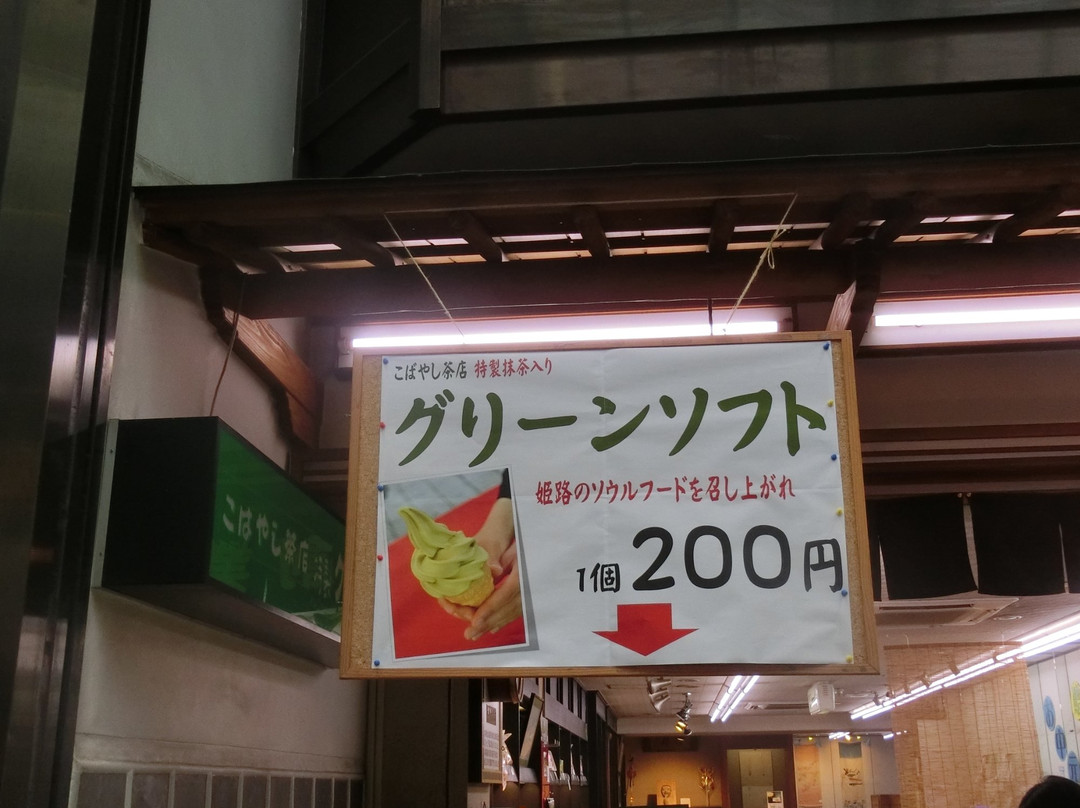 こばやし茶店 特製抹茶入り
グリーンソフト
姫路のソウルフードを召し上がれ
1個 200円
こばやし茶店